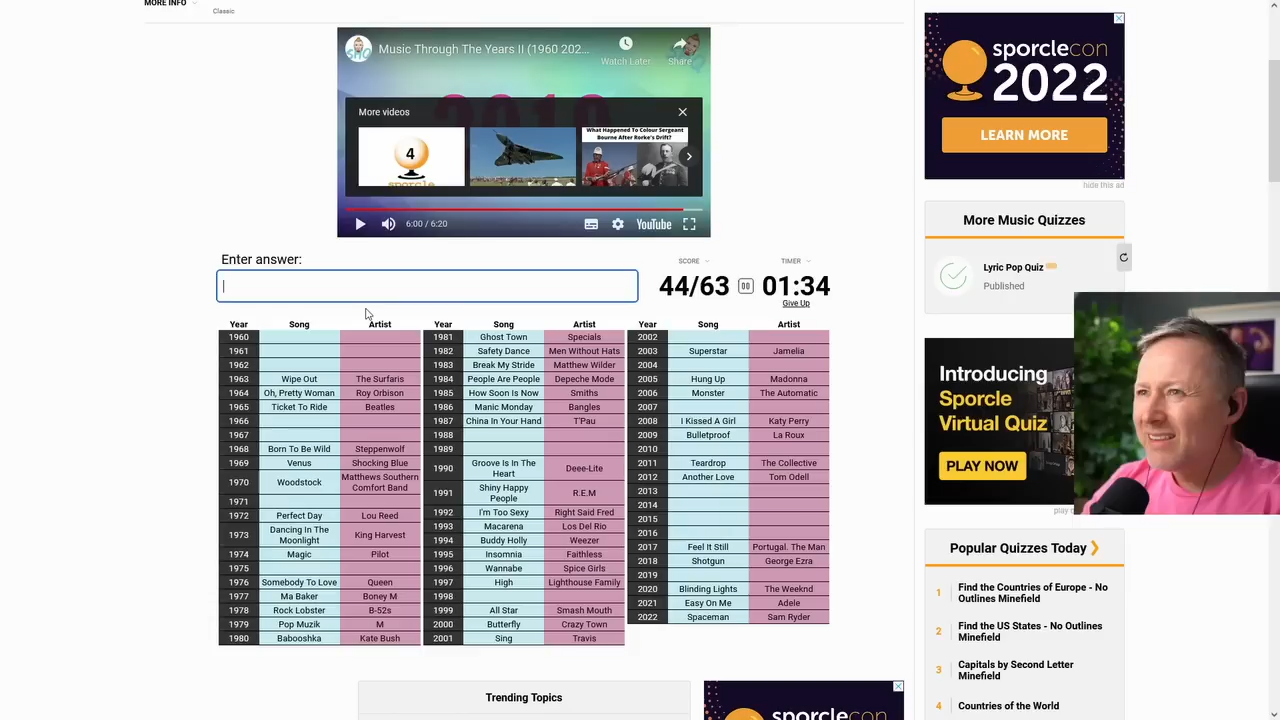 MORE INFO
Classic
Music Through The Years II (1960 202...
Watch Later
Share
2019
More videos
4
sporcle
What Happened To Colour Sergeant
Bourne After Rorke's Drift?
6:00 / 6:20
YouTube
Enter answer:
SCORE
TIMER
44/63
01:34
Give Up
Year Song Artist
1960
1961
1962
1963 Wipe Out The Surfaris
1964 Oh, Pretty Woman Roy Orbison
1965 Ticket To Ride Beatles
1966
1967
1968 Born To Be Wild Steppenwolf
1969 Venus Shocking Blue
1970 Woodstock Matthews Southern
Comfort Band
1971
1972 Perfect Day Lou Reed
1973 Dancing In The
Moonlight King Harvest
1974 Magic Pilot
1975
1976 Somebody To Love Queen
1977 Ma Baker Boney M
1978 Rock Lobster B-52s
1979 Pop Muzik M
1980 Babooshka Kate Bush
Year Song Artist
1981 Ghost Town Specials
1982 Safety Dance Men Without Hats
1983 Break My Stride Matthew Wilder
1984 People Are People Depeche Mode
1985 How Soon Is Now Smiths
1986 Manic Monday Bangles
1987 China In Your Hand T'Pau
1988
1989
1990 Groove Is In The
Heart Deee-Lite
1991 Shiny Happy
People R.E.M
1992 I'm Too Sexy Right Said Fred
1993 Macarena Los Del Rio
1994 Buddy Holly Weezer
1995 Insomnia Faithless
1996 Wannabe Spice Girls
1997 High Lighthouse Family
1998
1999 All Star Smash Mouth
2000 Butterfly Crazy Town
2001 Sing Travis
Year Song Artist
2002
2003 Superstar Jamelia
2004
2005 Hung Up Madonna
2006 Monster The Automatic
2007
2008 I Kissed A Girl Katy Perry
2009 Bulletproof La Roux
2010
2011 Teardrop The Collective
2012 Another Love Tom Odell
2013
2014
2015
2016
2017 Feel It Still Portugal. The Man
2018 Shotgun George Ezra
2019
2020 Blinding Lights The Weeknd
2021 Easy On Me Adele
2022 Spaceman Sam Ryder
Trending Topics
sporclecon
sporclecon
2022
LEARN MORE
hide this ad
More Music Quizzes
Lyric Pop Quiz
Published
Introducing
Sporcle
Virtual Quiz
PLAY NOW
Popular Quizzes Today
1 Find the Countries of Europe - No
Outlines Minefield
2 Find the US States - No Outlines
Minefield
3 Capitals by Second Letter
Minefield
4 Countries of the World